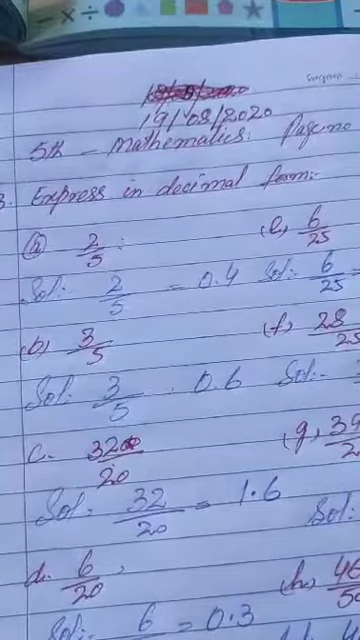 19/08/2020
5th - Mathematics. Page no
3. Express in decimal form:-
(a) 2/5 : (e) 6/25
Sol: 2/5 = 0.4 Sol: 6/25 =
(b) 3/5 (f) 28/25
Sol: 3/5 . 0.6 Sol:-
c. 32/20 (g) 39/2
Sol. 32/20 = 1.6 Sol:
d. 6/20 , (h) 46/50
Sol:. 6 = 0.3